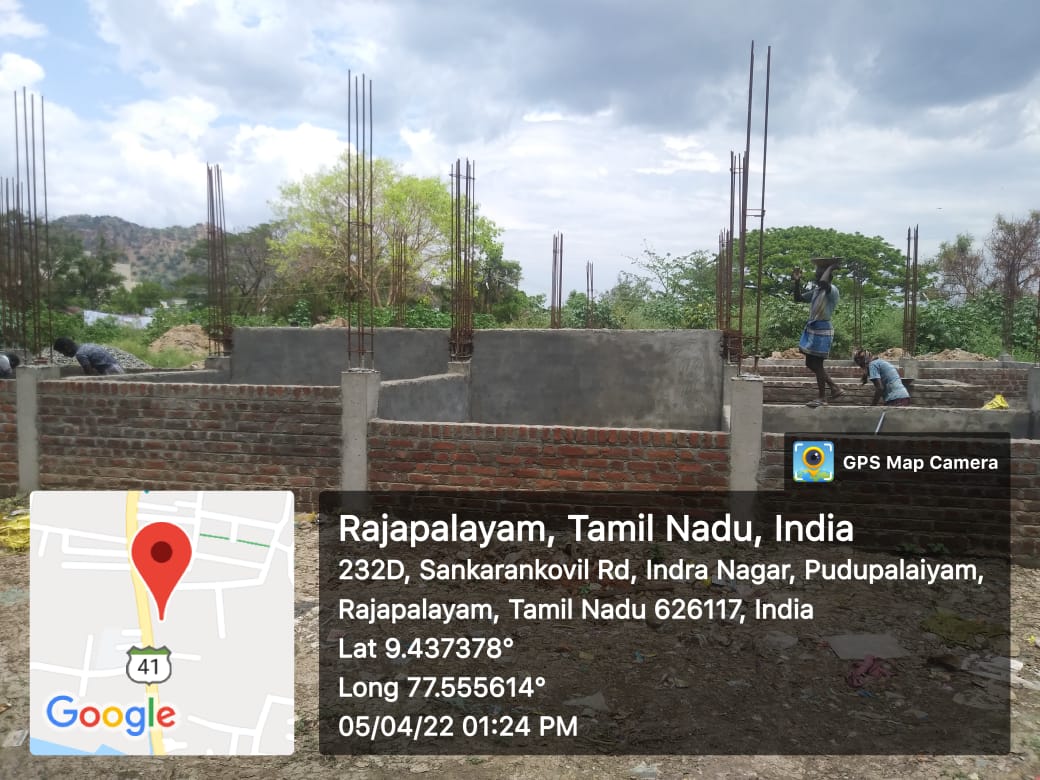 GPS Map Camera
Rajapalayam, Tamil Nadu, India
232D, Sankarankovil Rd, Indra Nagar, Pudupalaiyam,
Rajapalayam, Tamil Nadu 626117, India
Lat 9.437378°
Long 77.555614°
05/04/22 01:24 PM
41
Google